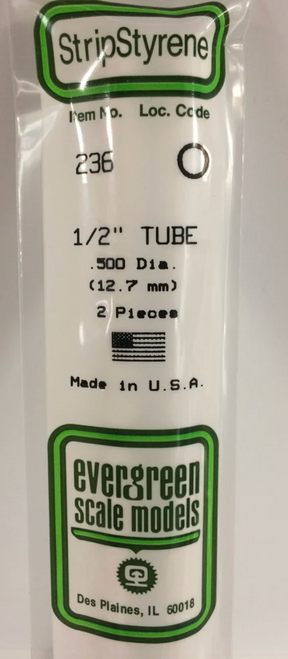 StripStyrene
Item No. Loc. Code
236
1/2" TUBE
.500 Dia.
(12.7 mm)
2 Pieces
Made in U.S.A.
evergreen
scale models
Des Plaines, IL 60018